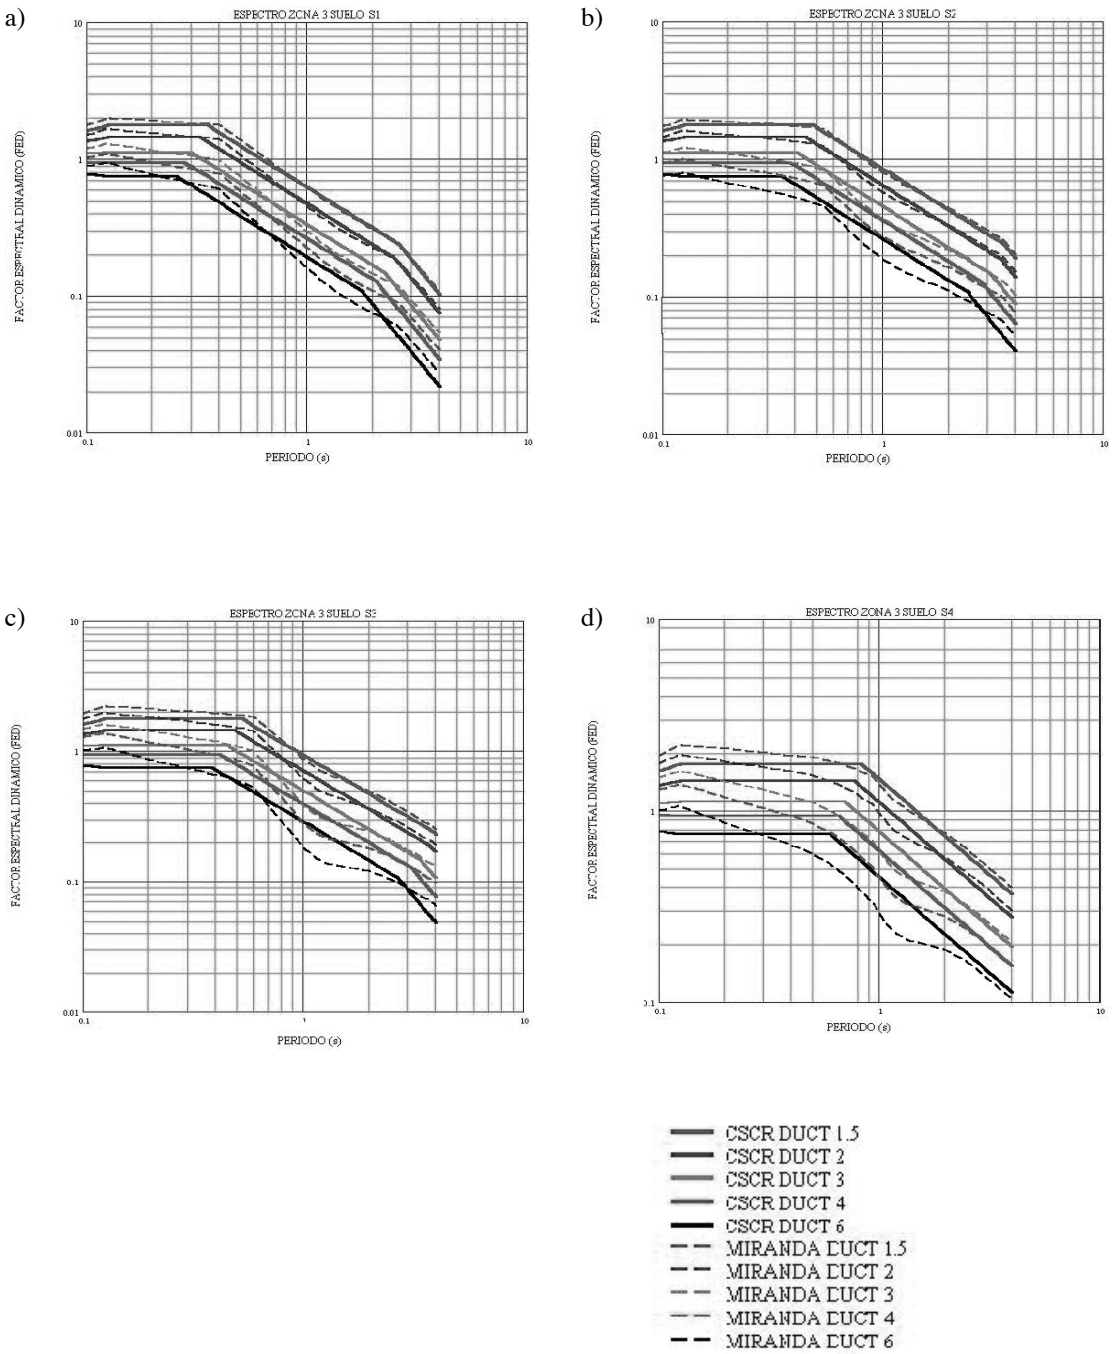 a)
ESPECTRO ZONA 3 SUELO S1
FACTOR ESPECTRAL DINAMICO (FED)
10
1
0.1
0.01
0.1
1
10
PERIODO (s)
b)
ESPECTRO ZONA 3 SUELO S2
FACTOR ESPECTRAL DINAMICO (FED)
10
1
0.1
0.01
0.1
1
10
PERIODO (s)
c)
ESPECTRO ZONA 3 SUELO S3
FACTOR ESPECTRAL DINAMICO (FED)
10
1
0.1
0.01
0.1
1
10
PERIODO (s)
d)
ESPECTRO ZONA 3 SUELO S4
FACTOR ESPECTRAL DINAMICO (FED)
10
1
0.1
0.1
1
10
PERIODO (s)
CSCR DUCT 1.5
CSCR DUCT 2
CSCR DUCT 3
CSCR DUCT 4
CSCR DUCT 6
MIRANDA DUCT 1.5
MIRANDA DUCT 2
MIRANDA DUCT 3
MIRANDA DUCT 4
MIRANDA DUCT 6